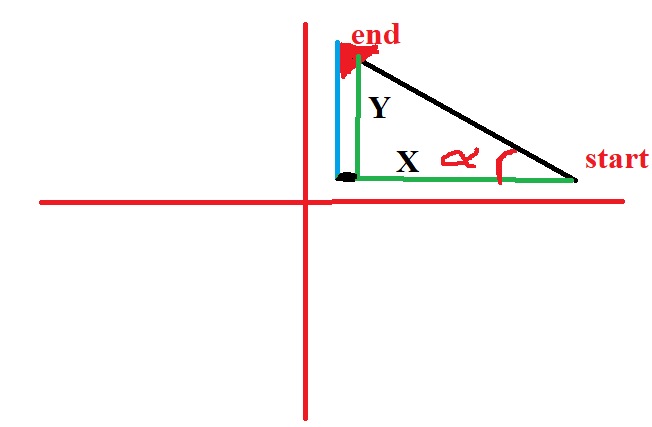 end
Y
X α
start